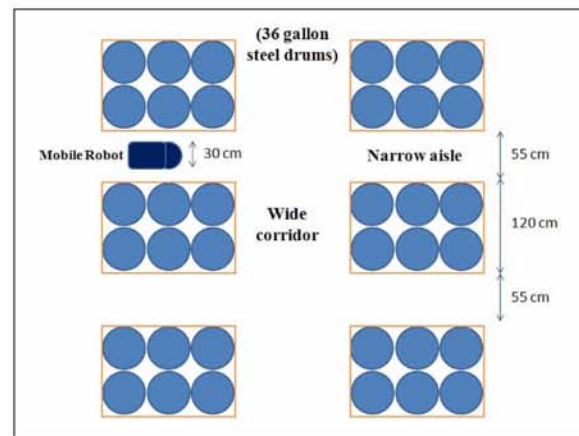 (36 gallon
steel drums)
Mobile Robot
30 cm
Narrow aisle
55 cm
Wide
corridor
120 cm
55 cm